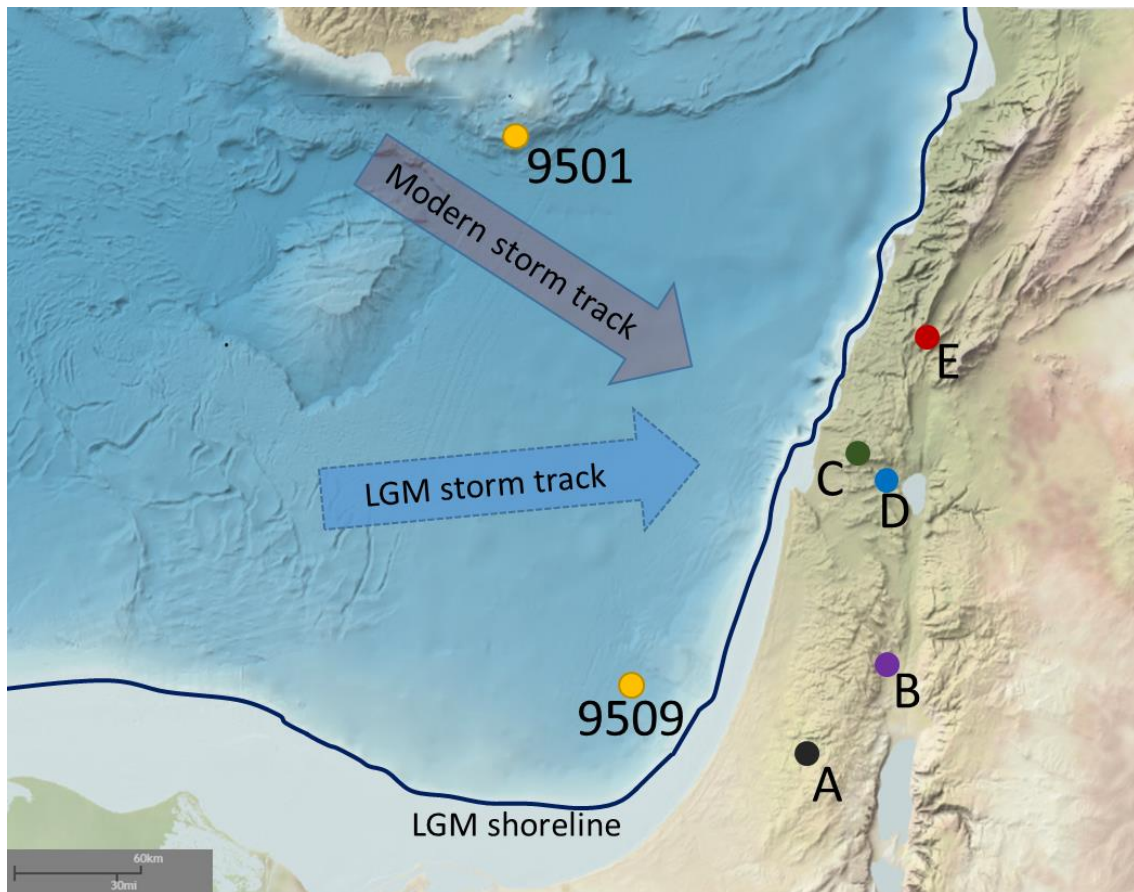 9501
Modern storm track
E
LGM storm track
C
D
B
9509
A
LGM shoreline
60km
30mi